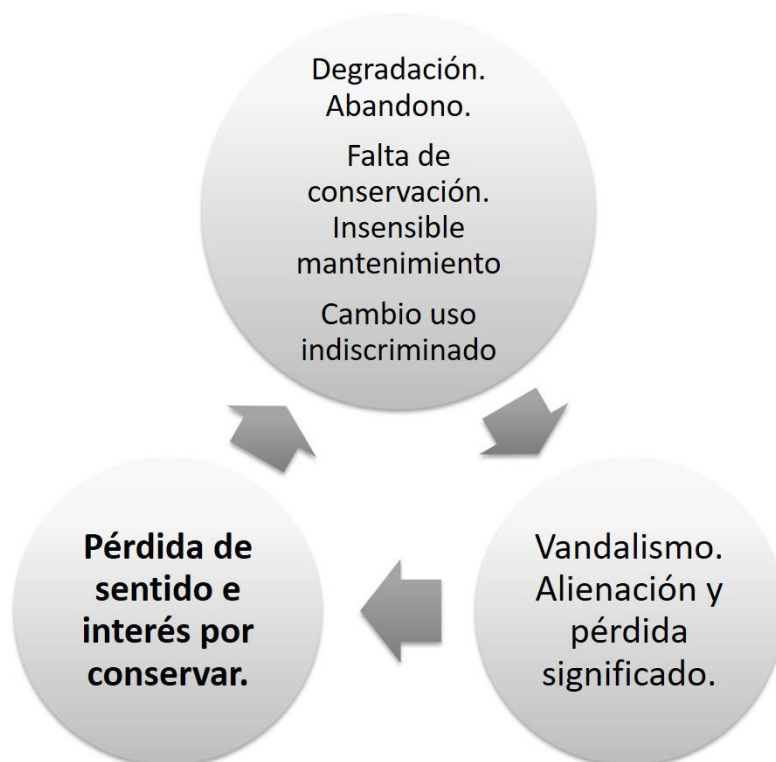 Degradación.
Abandono.
Falta de
conservación.
Insensible
mantenimiento
Cambio uso
indiscriminado
Pérdida de
sentido e
interés por
conservar.
Vandalismo.
Alienación y
pérdida
significado.